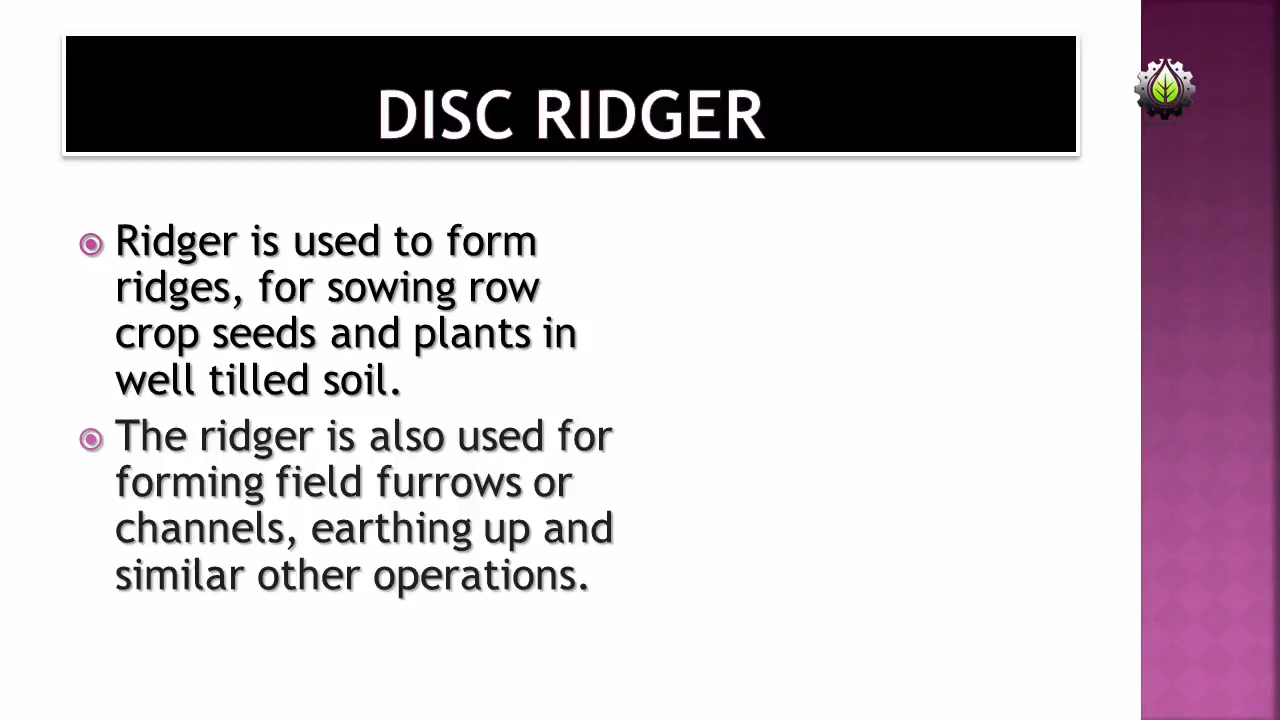 DISC RIDGER
Ridger is used to form
ridges, for sowing row
crop seeds and plants in
well tilled soil.
The ridger is also used for
forming field furrows or
channels, earthing up and
similar other operations.